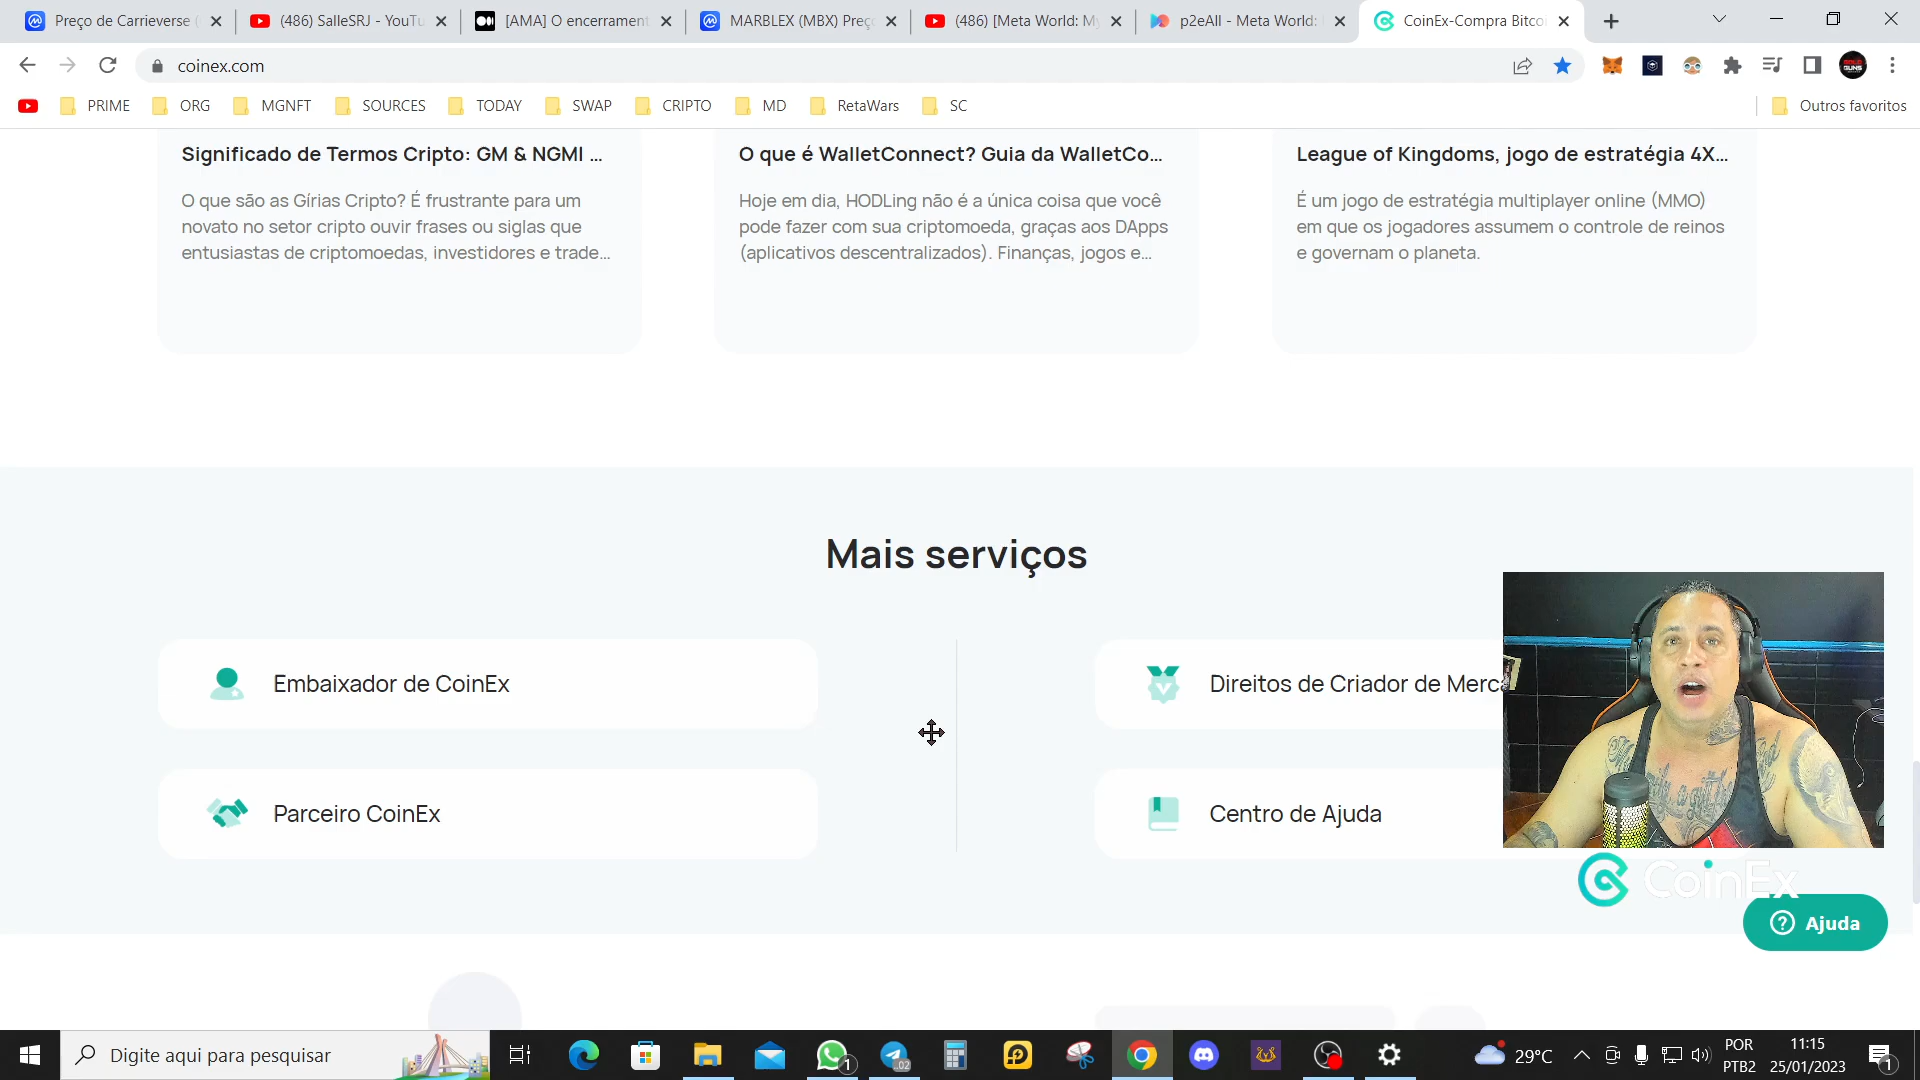 Preço de Carrieverse (
(486) SalleSRJ - YouTu
[AMA] O encerrament
MARBLEX (MBX) Preço
(486) [Meta World: My
p2eAll - Meta World:
CoinEx-Compra Bitco
coinex.com
PRIME
ORG
MGNFT
SOURCES
TODAY
SWAP
CRIPTO
MD
RetaWars
SC
Outros favoritos
Significado de Termos Cripto: GM & NGMI ...
O que são as Gírias Cripto? É frustrante para um
novato no setor cripto ouvir frases ou siglas que
entusiastas de criptomoedas, investidores e trade...
O que é WalletConnect? Guia da WalletCo...
Hoje em dia, HODLing não é a única coisa que você
pode fazer com sua criptomoeda, graças aos DApps
(aplicativos descentralizados). Finanças, jogos e...
League of Kingdoms, jogo de estratégia 4X...
É um jogo de estratégia multiplayer online (MMO)
em que os jogadores assumem o controle de reinos
e governam o planeta.
Mais serviços
Embaixador de CoinEx
Direitos de Criador de Merca
Parceiro CoinEx
Centro de Ajuda
CoinEx
Ajuda
Digite aqui para pesquisar
1
02
29°C
POR
PTB2
11:15
25/01/2023
1